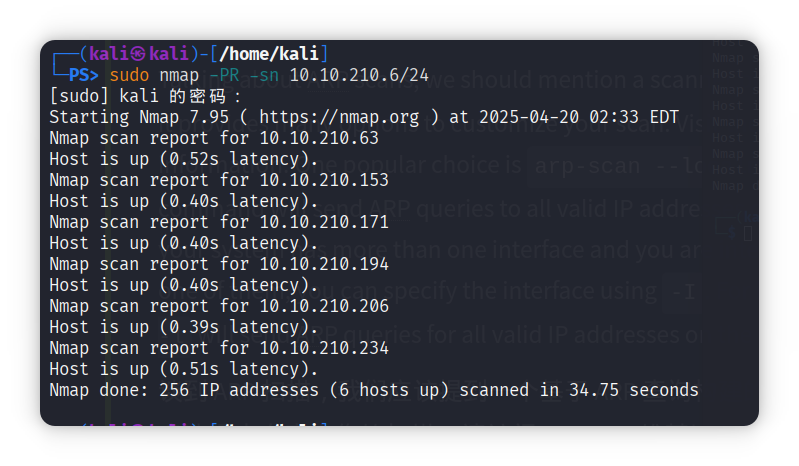 ┌──(kali㉿kali)-[/home/kali]
└─PS> sudo nmap -PR -sn 10.10.210.6/24
[sudo] kali 的密码：
Starting Nmap 7.95 ( https://nmap.org ) at 2025-04-20 02:33 EDT
Nmap scan report for 10.10.210.63
Host is up (0.52s latency).
Nmap scan report for 10.10.210.153
Host is up (0.40s latency).
Nmap scan report for 10.10.210.171
Host is up (0.40s latency).
Nmap scan report for 10.10.210.194
Host is up (0.40s latency).
Nmap scan report for 10.10.210.206
Host is up (0.39s latency).
Nmap scan report for 10.10.210.234
Host is up (0.51s latency).
Nmap done: 256 IP addresses (6 hosts up) scanned in 34.75 seconds